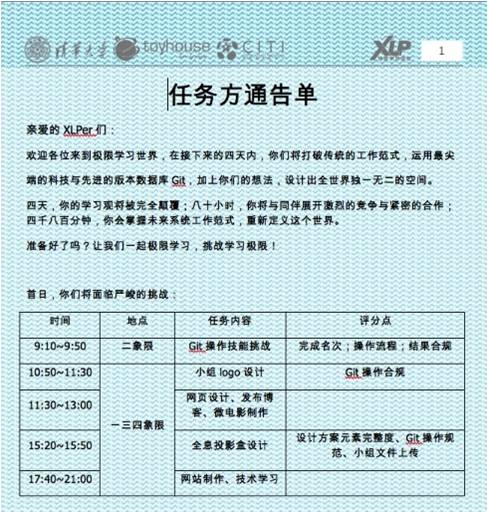 清华大学 toyhouse CITI XLP 1
任务方通告单
亲爱的 XLPer 们：
欢迎各位来到极限学习世界，在接下来的四天内，你们将打破传统的工作范式，运用最尖
端的科技与先进的版本数据库 Git，加上你们的想法，设计出全世界独一无二的空间。
四天，你的学习观将被完全颠覆；八十小时，你将与同伴展开激烈的竞争与紧密的合作；
四千八百分钟，你会掌握未来系统工作范式，重新定义这个世界。
准备好了吗？让我们一起极限学习，挑战学习极限！
首日，你们将面临严峻的挑战：
时间 地点 任务内容 评分点
9:10~9:50 二象限 Git 操作技能挑战 完成名次；操作流程；结果合规
10:50~11:30 小组 logo 设计 Git 操作合规
11:30~13:00 网页设计、发布博
客、微电影制作
一三四象限
15:20~15:50 全息投影盒设计 设计方案元素完整度、Git 操作规
范、小组文件上传
17:40~21:00 网站制作、技术学习